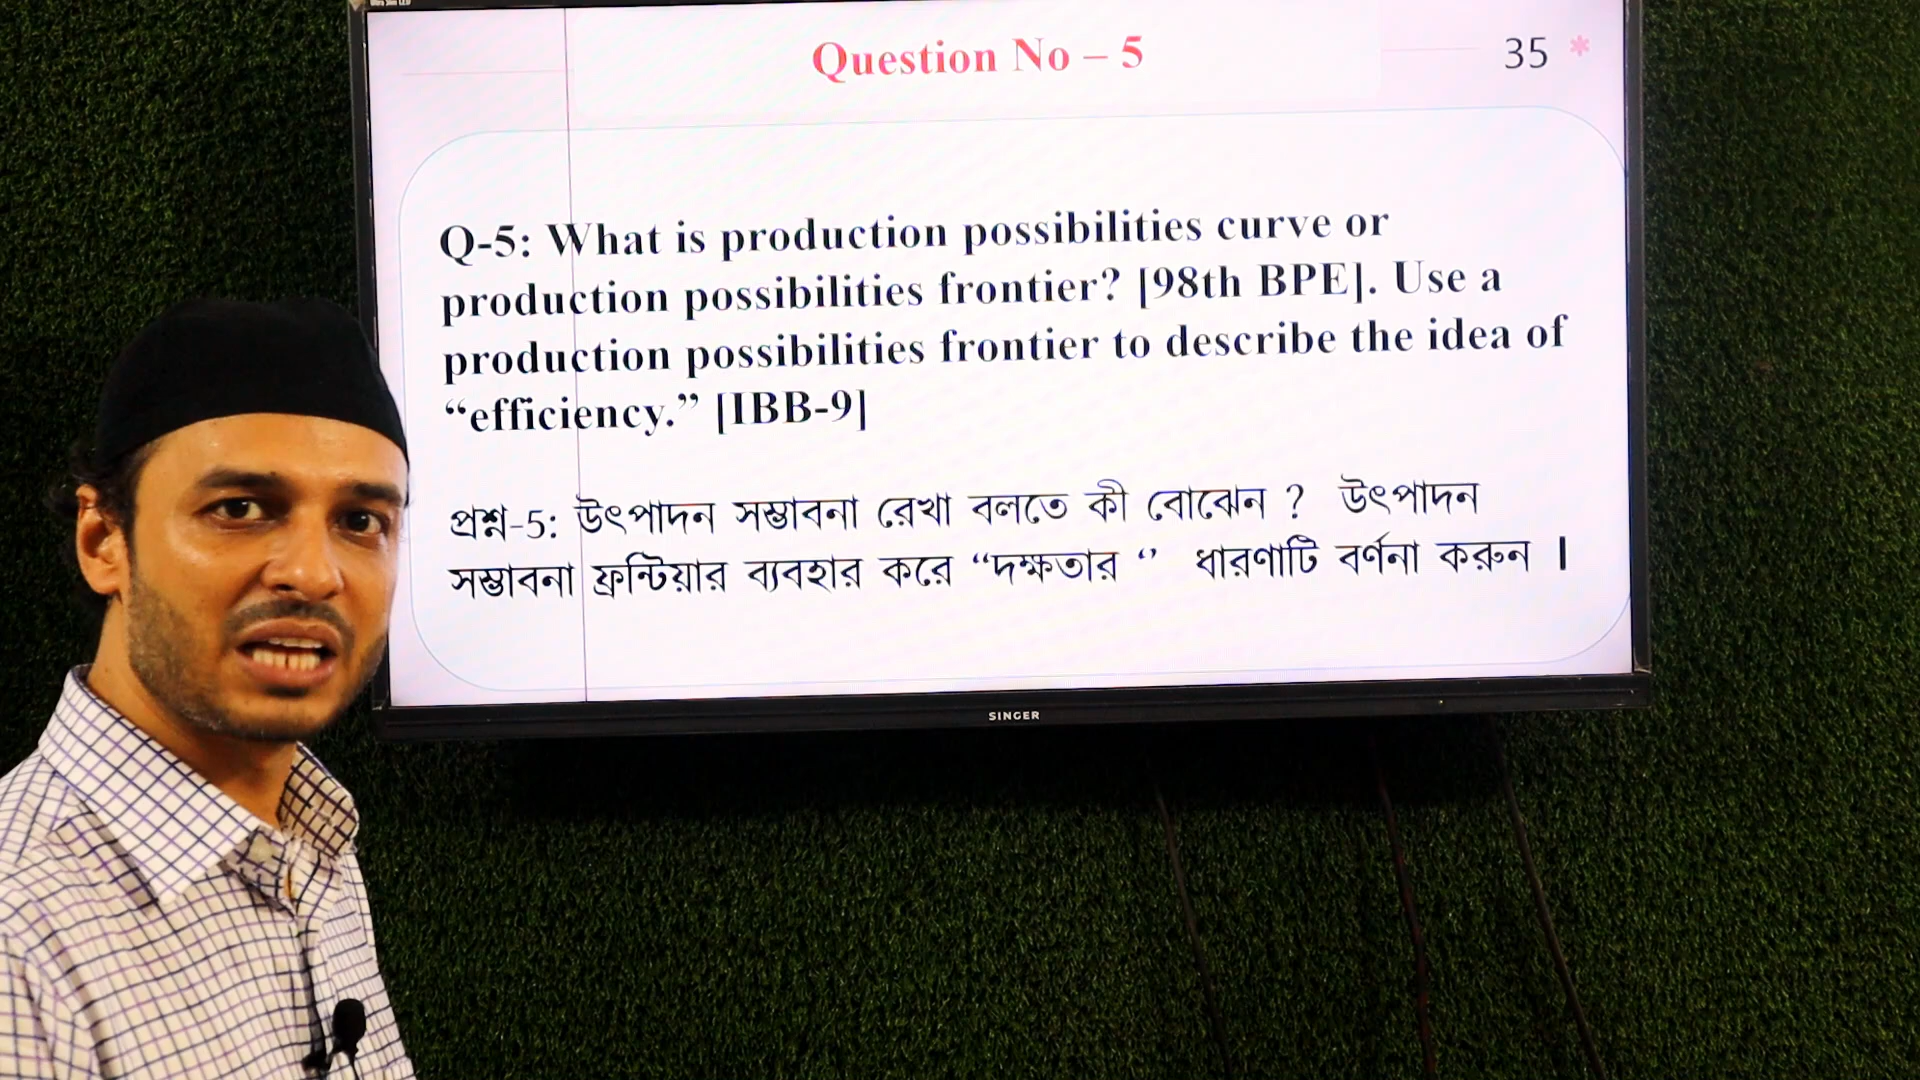 Question No – 5
35 *
Q-5: What is production possibilities curve or
production possibilities frontier? [98th BPE]. Use a
production possibilities frontier to describe the idea of
“efficiency.” [IBB-9]
প্রশ্ন-5: উৎপাদন সম্ভাবনা রেখা বলতে কী বোঝেন ? উৎপাদন
সম্ভাবনা ফ্রন্টিয়ার ব্যবহার করে “দক্ষতার ‘’ ধারণাটি বর্ণনা করুন ।
SINGER